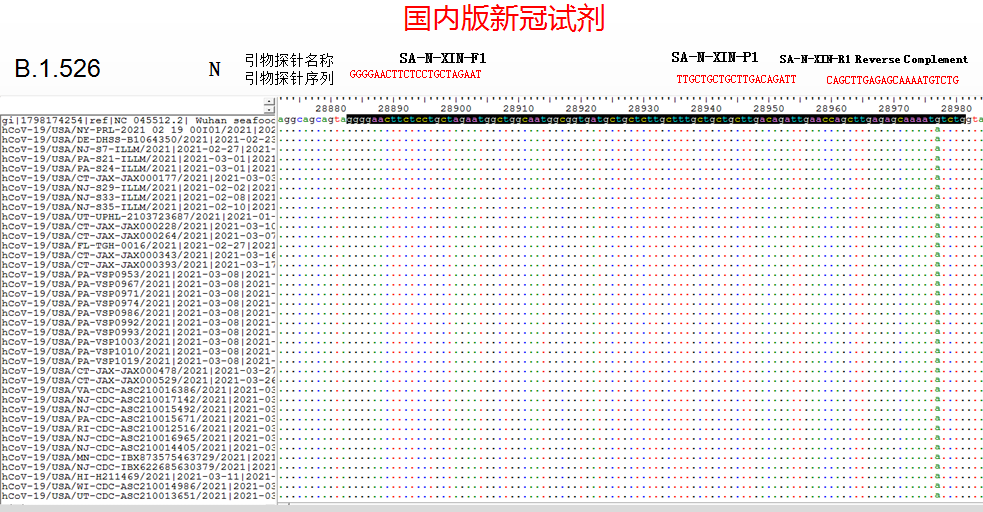 国内版新冠试剂
B.1.526
N
引物探针名称
SA-N-XIN-F1
SA-N-XIN-P1
SA-N-XIN-R1 Reverse Complement
引物探针序列
GGGGAACTTCTCCTGCTAGAAT
TTGCTGCTGCTTGACAGATT
CAGCTTGAGAGCAAAATGTCTG
28880 28890 28900 28910 28920 28930 28940 28950 28960 28970 28980
gi|1798174254|ref|NC 045512.2| Wuhan seafood aggcagcagtaggggaacttctcctgctagaatggctggcaatggcggtgatgctgctcttgctttgctgctgcttgacagattgaaccagcttgagagcaaaatgtctggta
hCoV-19/USA/NY-PRL-2021 02 19 00I01/2021|202
hCoV-19/USA/DE-DHSS-B1064350/2021|2021-02-23
hCoV-19/USA/NJ-S7-ILLM/2021|2021-02-27|2021-
hCoV-19/USA/PA-S21-ILLM/2021|2021-03-01|2021
hCoV-19/USA/PA-S24-ILLM/2021|2021-03-01|2021
hCoV-19/USA/CT-JAX-JAX000177/2021|2021-03-03
hCoV-19/USA/NJ-S29-ILLM/2021|2021-02-02|2021
hCoV-19/USA/NJ-S33-ILLM/2021|2021-02-08|2021
hCoV-19/USA/NJ-S35-ILLM/2021|2021-02-10|2021
hCoV-19/USA/UT-UPHL-2103723687/2021|2021-01-
hCoV-19/USA/CT-JAX-JAX000228/2021|2021-03-10
hCoV-19/USA/CT-JAX-JAX000264/2021|2021-03-07
hCoV-19/USA/FL-TGH-0016/2021|2021-02-27|2021
hCoV-19/USA/CT-JAX-JAX000343/2021|2021-03-16
hCoV-19/USA/CT-JAX-JAX000393/2021|2021-03-17
hCoV-19/USA/PA-VSP0953/2021|2021-03-08|2021-
hCoV-19/USA/PA-VSP0967/2021|2021-03-08|2021-
hCoV-19/USA/PA-VSP0971/2021|2021-03-08|2021-
hCoV-19/USA/PA-VSP0974/2021|2021-03-08|2021-
hCoV-19/USA/PA-VSP0986/2021|2021-03-08|2021-
hCoV-19/USA/PA-VSP0992/2021|2021-03-08|2021-
hCoV-19/USA/PA-VSP0993/2021|2021-03-08|2021-
hCoV-19/USA/PA-VSP1003/2021|2021-03-08|2021-
hCoV-19/USA/PA-VSP1010/2021|2021-03-08|2021-
hCoV-19/USA/PA-VSP1019/2021|2021-03-08|2021-
hCoV-19/USA/CT-JAX-JAX000478/2021|2021-03-27
hCoV-19/USA/CT-JAX-JAX000529/2021|2021-03-26
hCoV-19/USA/VA-CDC-ASC210016386/2021|2021-03
hCoV-19/USA/NJ-CDC-ASC210017142/2021|2021-03
hCoV-19/USA/NJ-CDC-ASC210015492/2021|2021-03
hCoV-19/USA/PA-CDC-ASC210015671/2021|2021-03
hCoV-19/USA/RI-CDC-ASC210012516/2021|2021-03
hCoV-19/USA/NJ-CDC-ASC210016965/2021|2021-03
hCoV-19/USA/NJ-CDC-ASC210014405/2021|2021-03
hCoV-19/USA/MN-CDC-IBX873575463729/2021|2021
hCoV-19/USA/NJ-CDC-IBX622685630379/2021|2021
hCoV-19/USA/HI-H211469/2021|2021-03-11|2021-
hCoV-19/USA/WI-CDC-ASC210014986/2021|2021-03
hCoV-19/USA/UT-CDC-ASC210013651/2021|2021-03